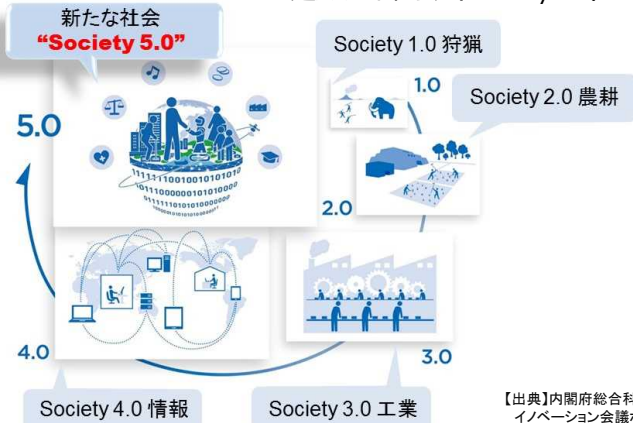 新たな社会
“Society 5.0”
Society 1.0 狩猟
1.0
Society 2.0 農耕
5.0
2.0
4.0
3.0
Society 4.0 情報
Society 3.0 工業
【出典】内閣府総合科
イノベーション会議